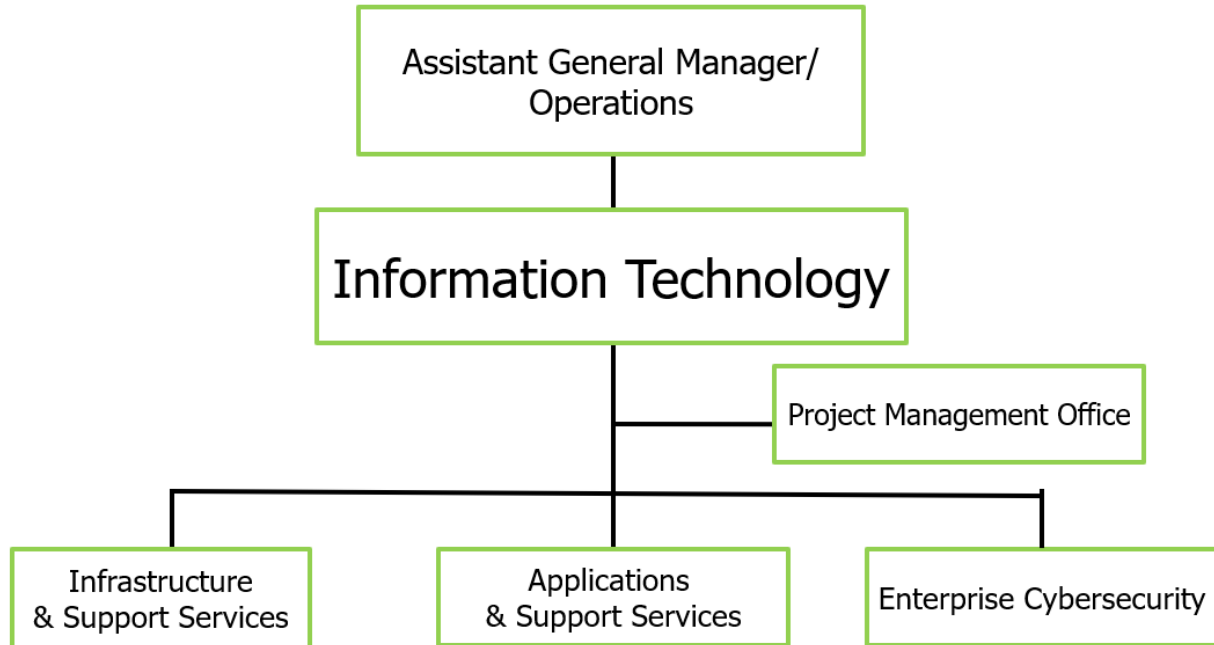 Assistant General Manager/
Operations
Information Technology
Project Management Office
Infrastructure
& Support Services
Applications
& Support Services
Enterprise Cybersecurity